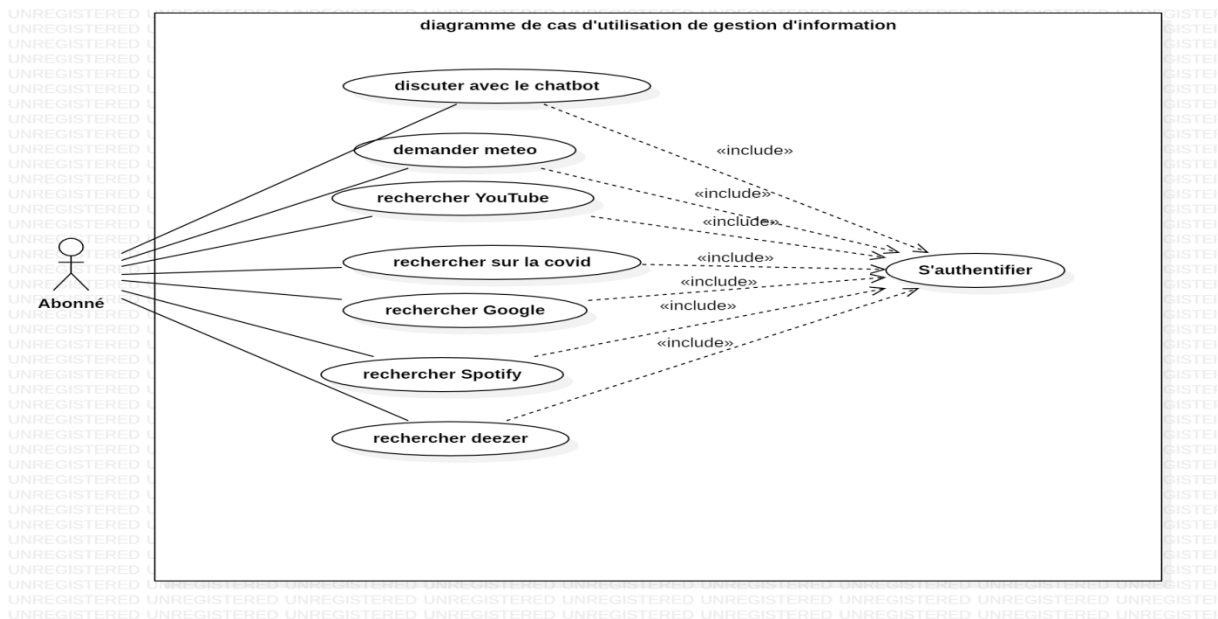 diagramme de cas d'utilisation de gestion d'information
discuter avec le chatbot
«include»
demander meteo
«include»
rechercher YouTube
«include»
rechercher sur la covid
«include»
S'authentifier
Abonné
rechercher Google
«include»
«include»
rechercher Spotify
«include»
rechercher deezer
UNREGISTERED